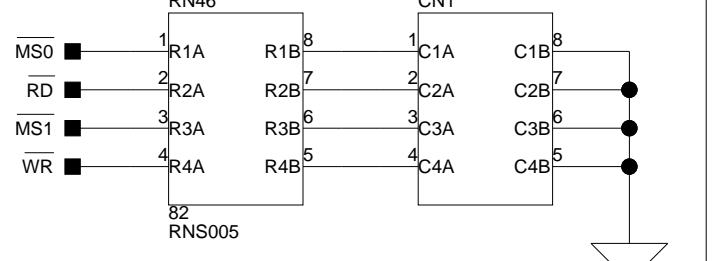 RN46 CN1
MS0 1 R1A R1B 8 1 C1A C1B 8
RD 2 R2A R2B 7 2 C2A C2B 7
MS1 3 R3A R3B 6 3 C3A C3B 6
WR 4 R4A R4B 5 4 C4A C4B 5
82
RNS005